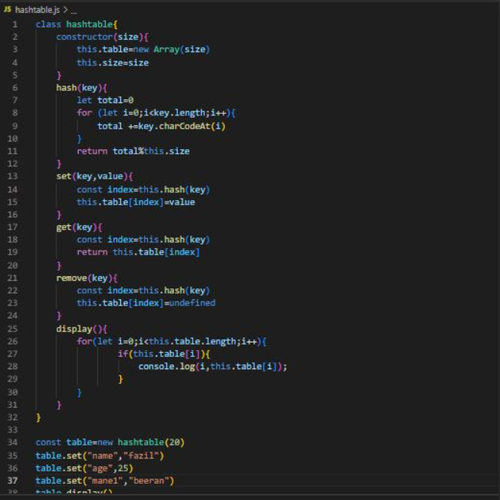 JS hashtable.js > ...
1 class hashtable{
2 constructor(size){
3 this.table=new Array(size)
4 this.size=size
5 }
6 hash(key){
7 let total=0
8 for (let i=0;i<key.length;i++){
9 total +=key.charCodeAt(i)
10 }
11 return total%this.size
12 }
13 set(key,value){
14 const index=this.hash(key)
15 this.table[index]=value
16 }
17 get(key){
18 const index=this.hash(key)
19 return this.table[index]
20 }
21 remove(key){
22 const index=this.hash(key)
23 this.table[index]=undefined
24 }
25 display(){
26 for(let i=0;i<this.table.length;i++){
27 if(this.table[i]){
28 console.log(i,this.table[i]);
29 }
30 }
31 }
32 }
33
34 const table=new hashtable(20)
35 table.set("name","fazil")
36 table.set("age",25)
37 table.set("mane1","beeran")
38 table.display()